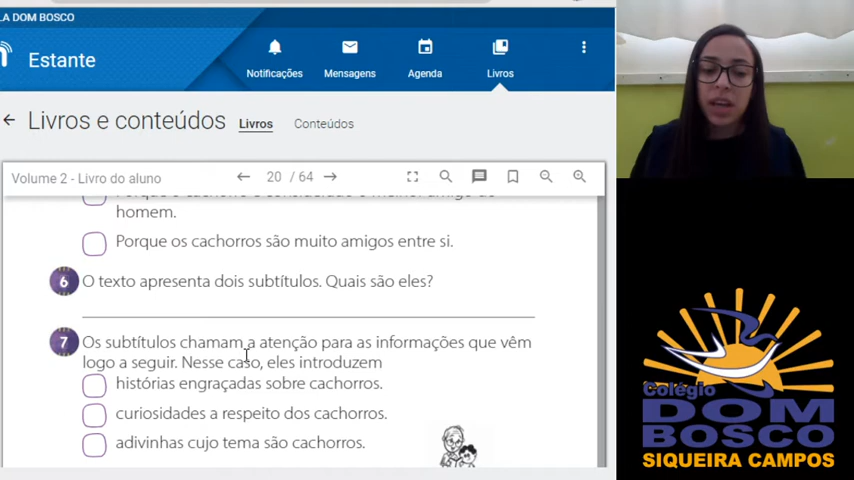 LA DOM BOSCO
Estante
Notificações
Mensagens
Agenda
Livros
← Livros e conteúdos Livros Conteúdos
Volume 2 - Livro do aluno
← 20 / 64 →
homem.
Porque os cachorros são muito amigos entre si.
6 O texto apresenta dois subtítulos. Quais são eles?
7 Os subtítulos chamam a atenção para as informações que vêm
logo a seguir. Nesse caso, eles introduzem
histórias engraçadas sobre cachorros.
curiosidades a respeito dos cachorros.
adivinhas cujo tema são cachorros.
Colégio
DOM
BOSCO
SIQUEIRA CAMPOS